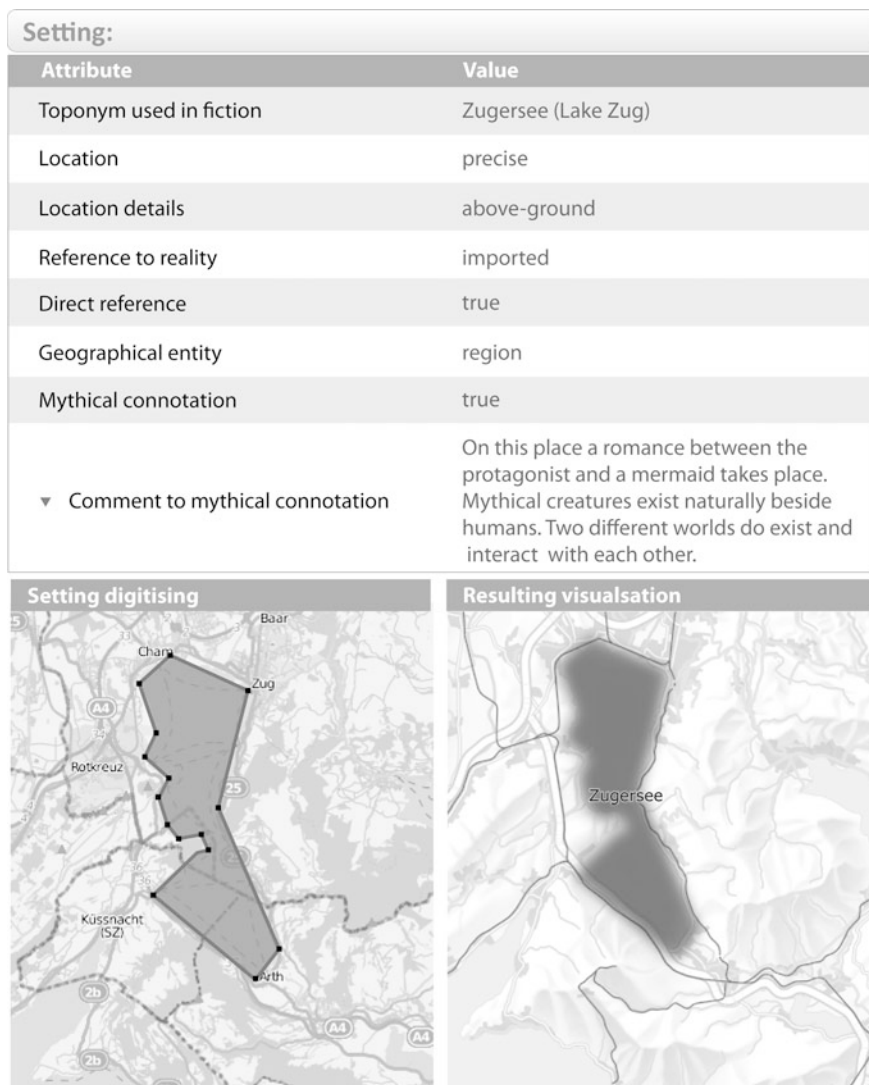 Setting:
Attribute Value
Toponym used in fiction Zugersee (Lake Zug)
Location precise
Location details above-ground
Reference to reality imported
Direct reference true
Geographical entity region
Mythical connotation true
On this place a romance between the
protagonist and a mermaid takes place.
Comment to mythical connotation Mythical creatures exist naturally beside
humans. Two different worlds do exist and
interact with each other.
Setting digitising Resulting visualsation
Baar
Cham
Zug
A4
Rotkreuz
25
Zugersee
Küssnacht
(SZ)
Arth
2b
A4
2b